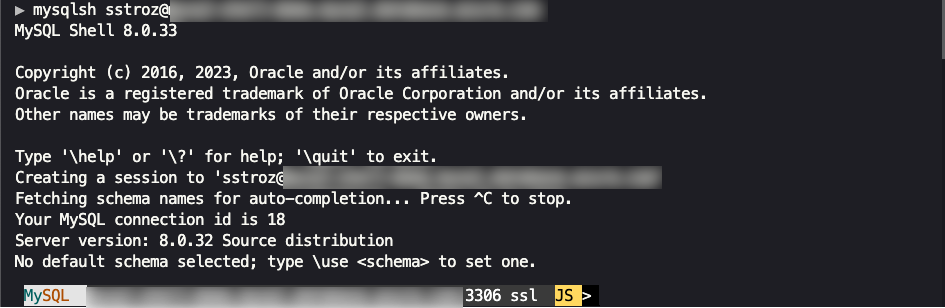 ▶ mysqlsh sstroz@
MySQL Shell 8.0.33
Copyright (c) 2016, 2023, Oracle and/or its affiliates.
Oracle is a registered trademark of Oracle Corporation and/or its affiliates.
Other names may be trademarks of their respective owners.
Type '\help' or '\?' for help; '\quit' to exit.
Creating a session to 'sstroz@
Fetching schema names for auto-completion... Press ^C to stop.
Your MySQL connection id is 18
Server version: 8.0.32 Source distribution
No default schema selected; type \use <schema> to set one.
MySQL 3306 ssl JS >